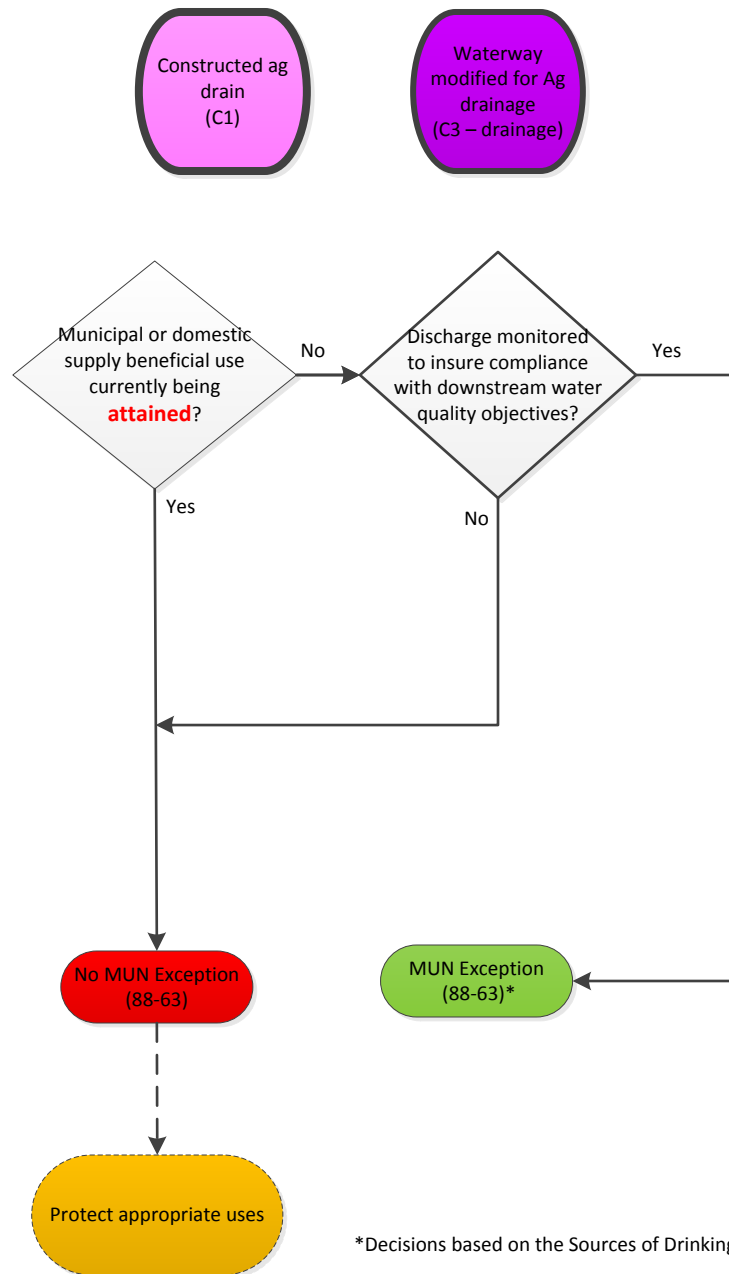 Constructed ag
drain
(C1)
Waterway
modified for Ag
drainage
(C3 – drainage)
Municipal or domestic
supply beneficial use
currently being
attained?
No
Discharge monitored
to insure compliance
with downstream water
quality objectives?
Yes
Yes
No
No MUN Exception
(88-63)
MUN Exception
(88-63)*
Protect appropriate uses
*Decisions based on the Sources of Drinking